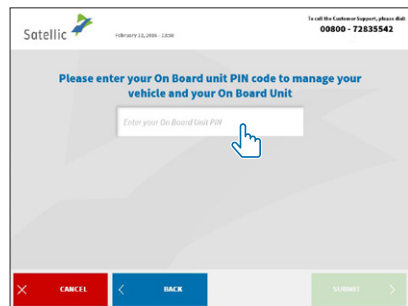 Satellic
February 12, 2016 - 13:50
To call the Customer Support, please dial:
00800 - 72835542
Please enter your On Board unit PIN code to manage your
vehicle and your On Board Unit
Enter your On Board Unit PIN
CANCEL
BACK
SUBMIT